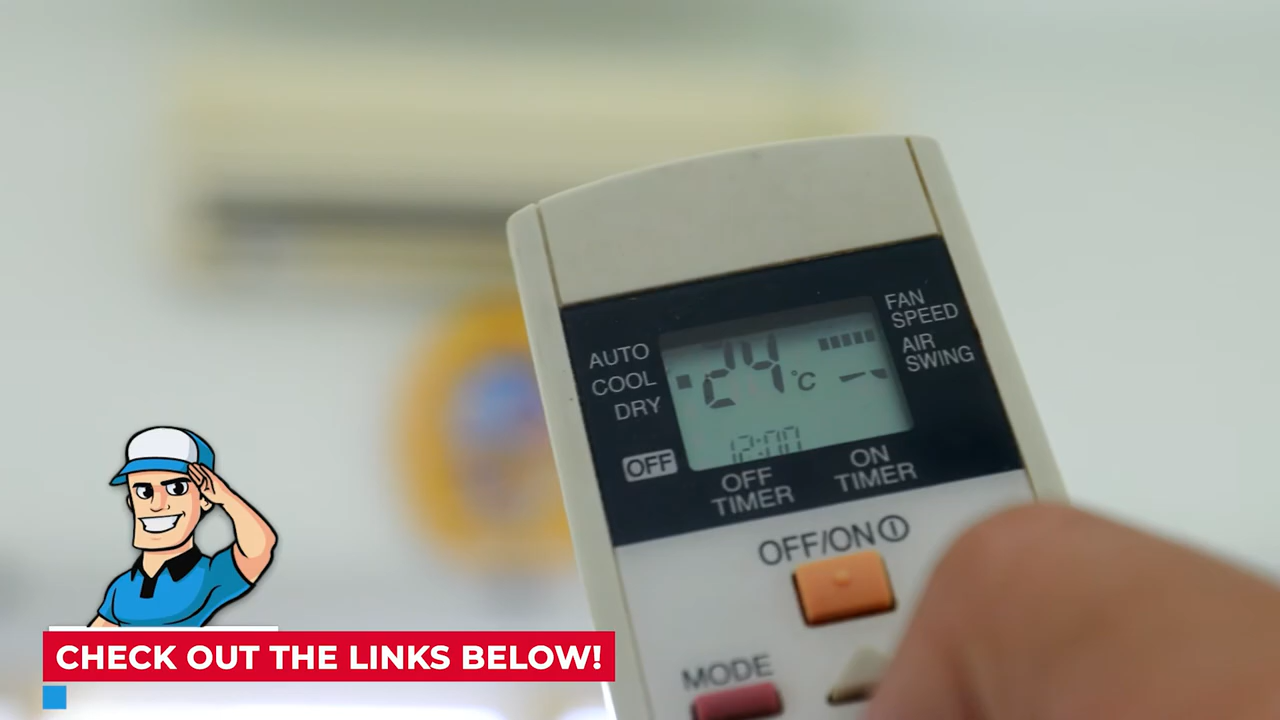 AUTO
COOL
DRY
OFF
24 °C
12:00
FAN
SPEED
AIR
SWING
OFF
TIMER
ON
TIMER
OFF/ON
MODE
CHECK OUT THE LINKS BELOW!